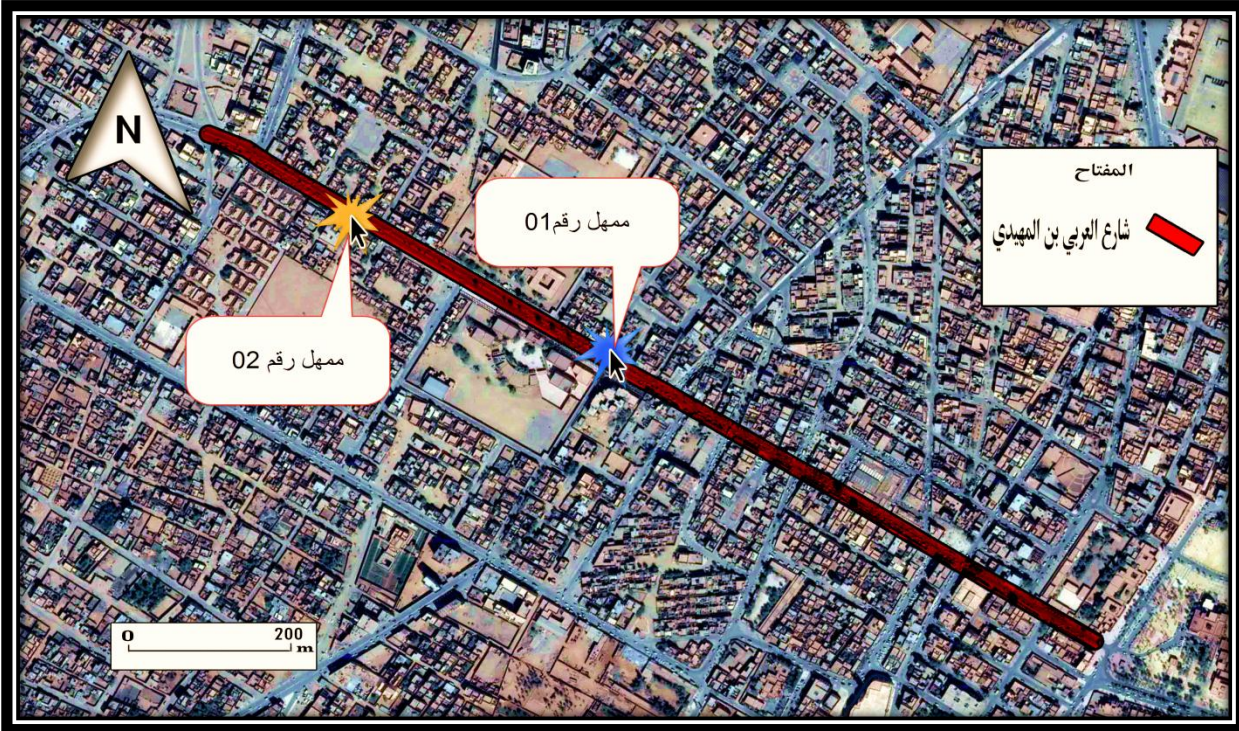 N
المفتاح
شارع العربي بن المهيدي
ممهل رقم01
ممهل رقم 02
0 200
m